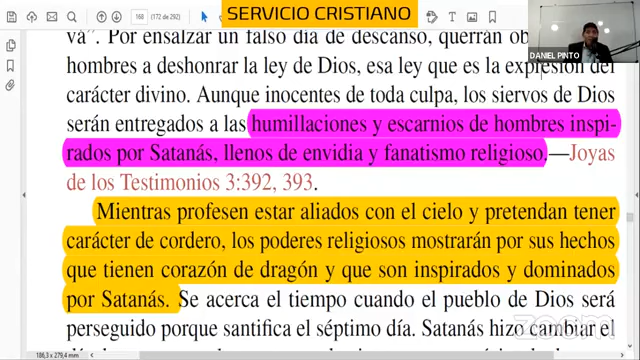 SERVICIO CRISTIANO
168 (172 de 292)
DANIEL PINTO
vá”. Por ensalzar un falso día de descanso, querrán
hombres a deshonrar la ley de Dios, esa ley que es la expresión del
carácter divino. Aunque inocentes de toda culpa, los siervos de Dios
serán entregados a las humillaciones y escarnios de hombres inspi-
rados por Satanás, llenos de envidia y fanatismo religioso.—Joyas
de los Testimonios 3:392, 393.
Mientras profesen estar aliados con el cielo y pretendan tener
carácter de cordero, los poderes religiosos mostrarán por sus hechos
que tienen corazón de dragón y que son inspirados y dominados
por Satanás. Se acerca el tiempo cuando el pueblo de Dios será
perseguido porque santifica el séptimo día. Satanás hizo cambiar el
186,3 x 279,4 mm
zoom